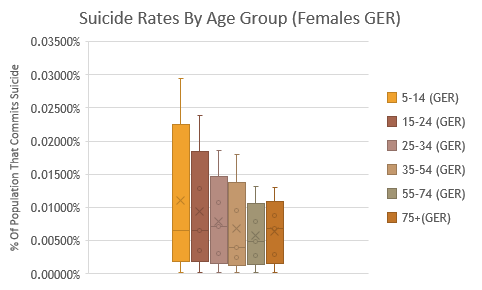 Suicide Rates By Age Group (Females GER)
% Of Population That Commits Suicide
0.03500%
0.03000%
0.02500%
0.02000%
0.01500%
0.01000%
0.00500%
0.00000%
5-14 (GER)
15-24 (GER)
25-34 (GER)
35-54 (GER)
55-74 (GER)
75+(GER)